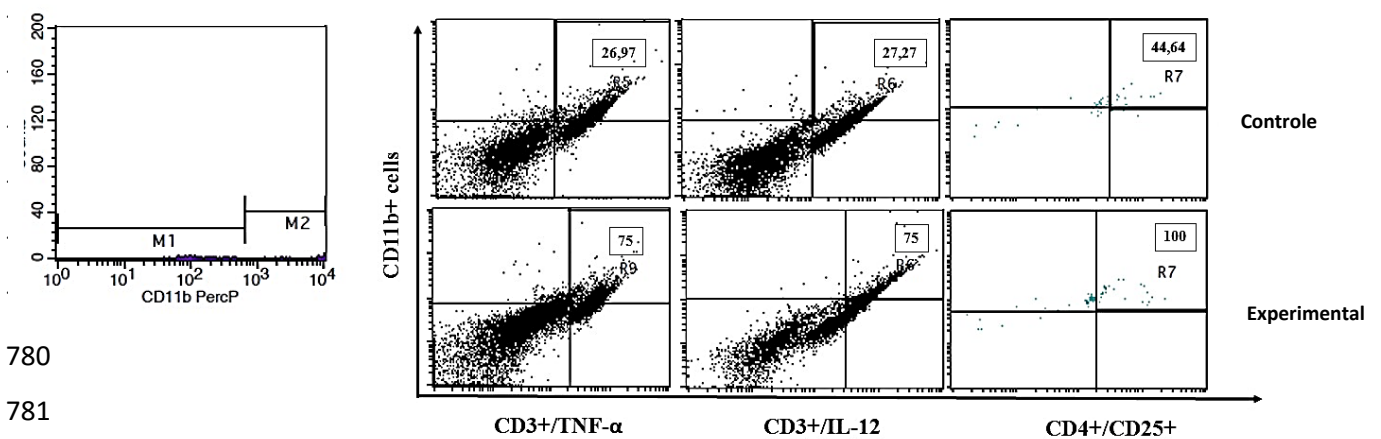 200
160
120
80
40
0
M1
M2
10^0 10^1 10^2 10^3 10^4
CD11b PercP
CD11b+ cells
26,97
R5
27,27
R6
44,64
R7
Controle
75
R9
75
R6
100
R7
Experimental
CD3+/TNF-α
CD3+/IL-12
CD4+/CD25+
780
781